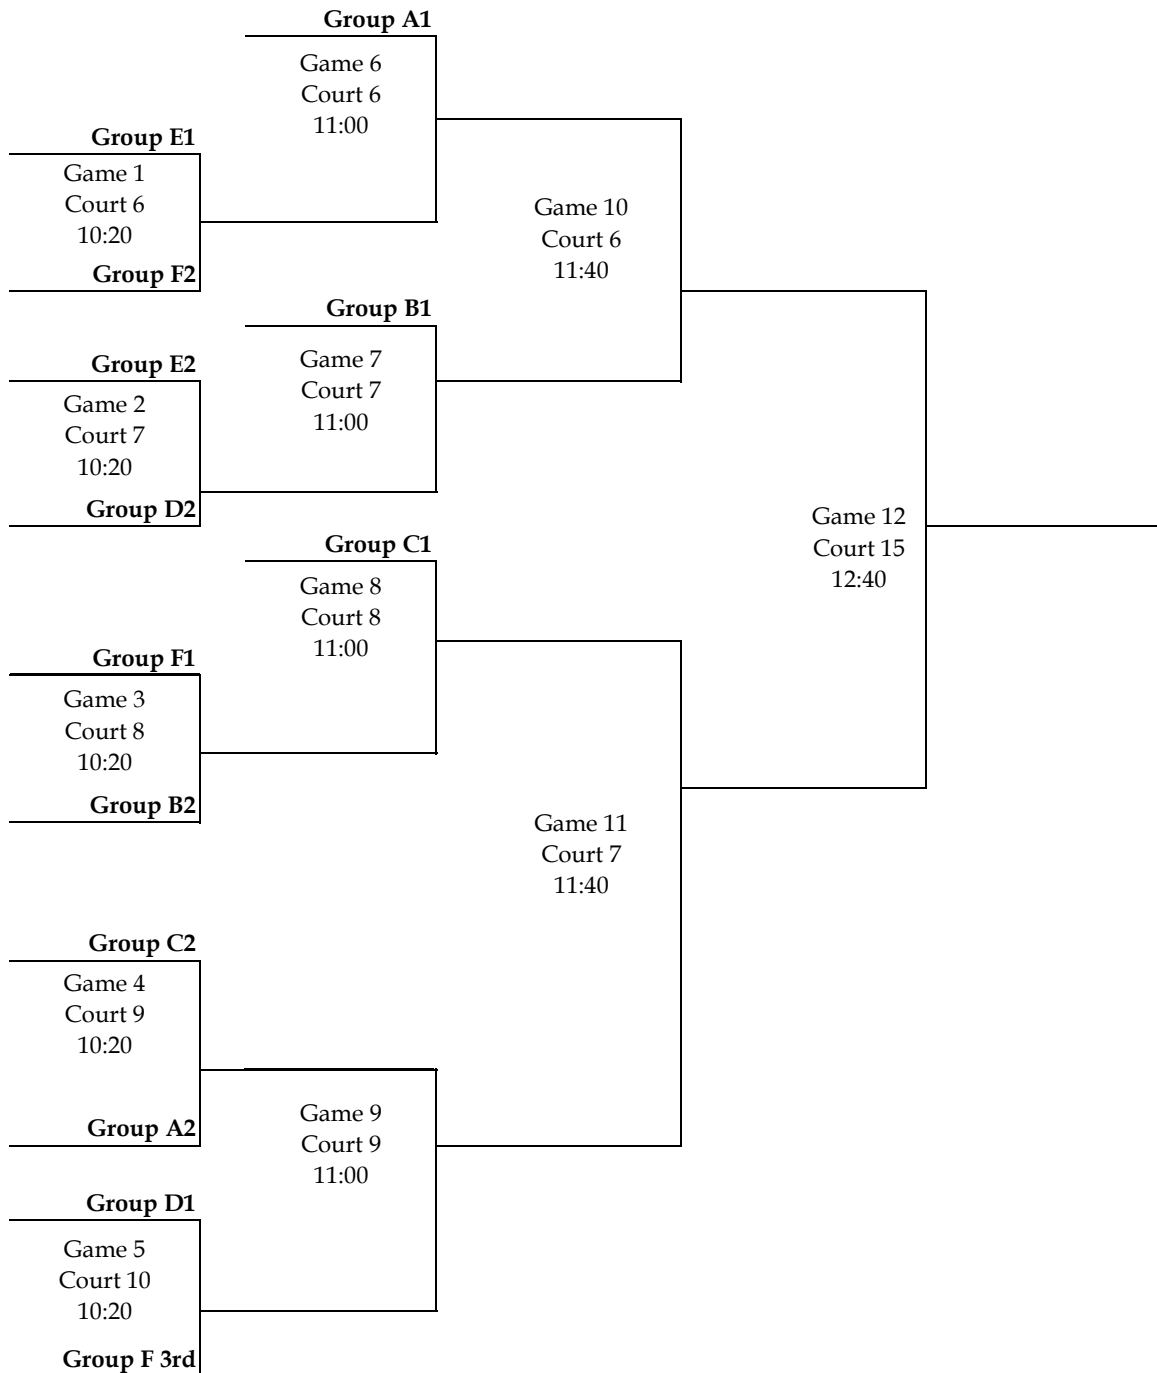 Group A1
Game 6
Court 6
11:00
Group E1
Game 1
Court 6
10:20
Group F2
Game 10
Court 6
11:40
Group B1
Game 7
Court 7
11:00
Group E2
Game 2
Court 7
10:20
Group D2
Game 12
Court 15
12:40
Group C1
Game 8
Court 8
11:00
Group F1
Game 3
Court 8
10:20
Group B2
Game 11
Court 7
11:40
Group C2
Game 4
Court 9
10:20
Group A2
Game 9
Court 9
11:00
Group D1
Game 5
Court 10
10:20
Group F 3rd